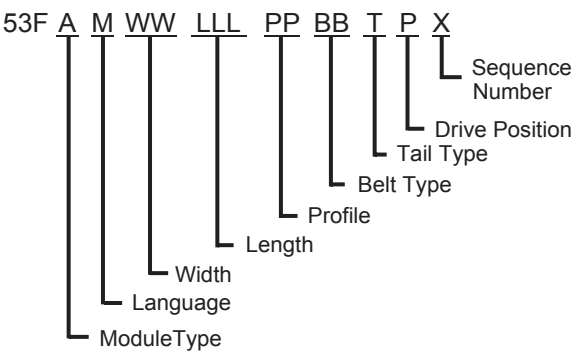 53F A M WW LLL PP BB T P X
Sequence
Number
Drive Position
Tail Type
Belt Type
Profile
Length
Width
Language
ModuleType